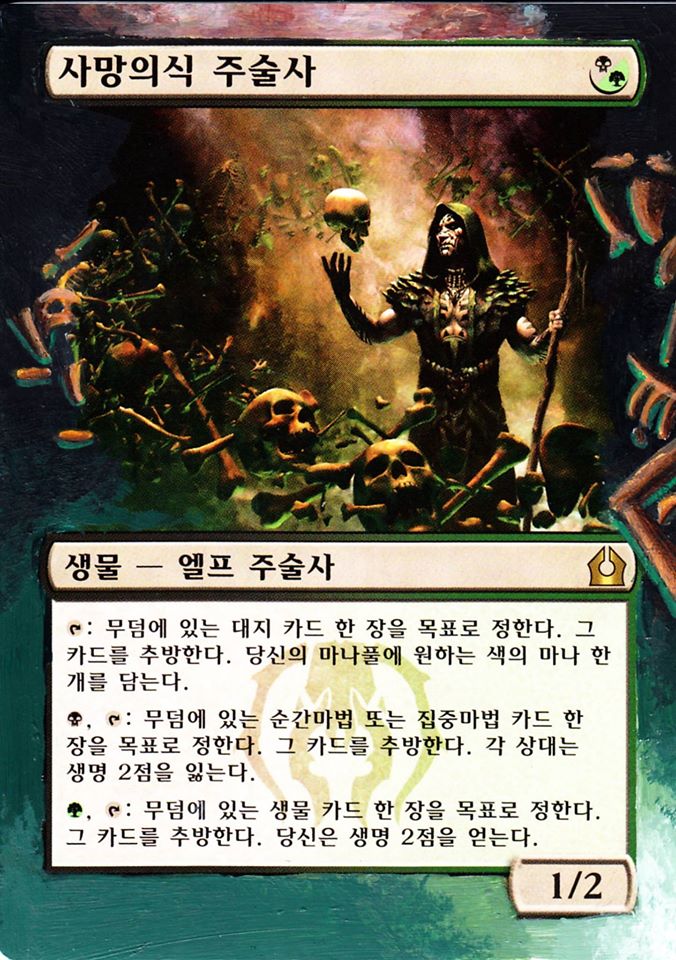 사망의식 주술사
생물 — 엘프 주술사
: 무덤에 있는 대지 카드 한 장을 목표로 정한다. 그
카드를 추방한다. 당신의 마나풀에 원하는 색의 마나 한
개를 담는다.
, : 무덤에 있는 순간마법 또는 집중마법 카드 한
장을 목표로 정한다. 그 카드를 추방한다. 각 상대는
생명 2점을 잃는다.
, : 무덤에 있는 생물 카드 한 장을 목표로 정한다.
그 카드를 추방한다. 당신은 생명 2점을 얻는다.
1/2